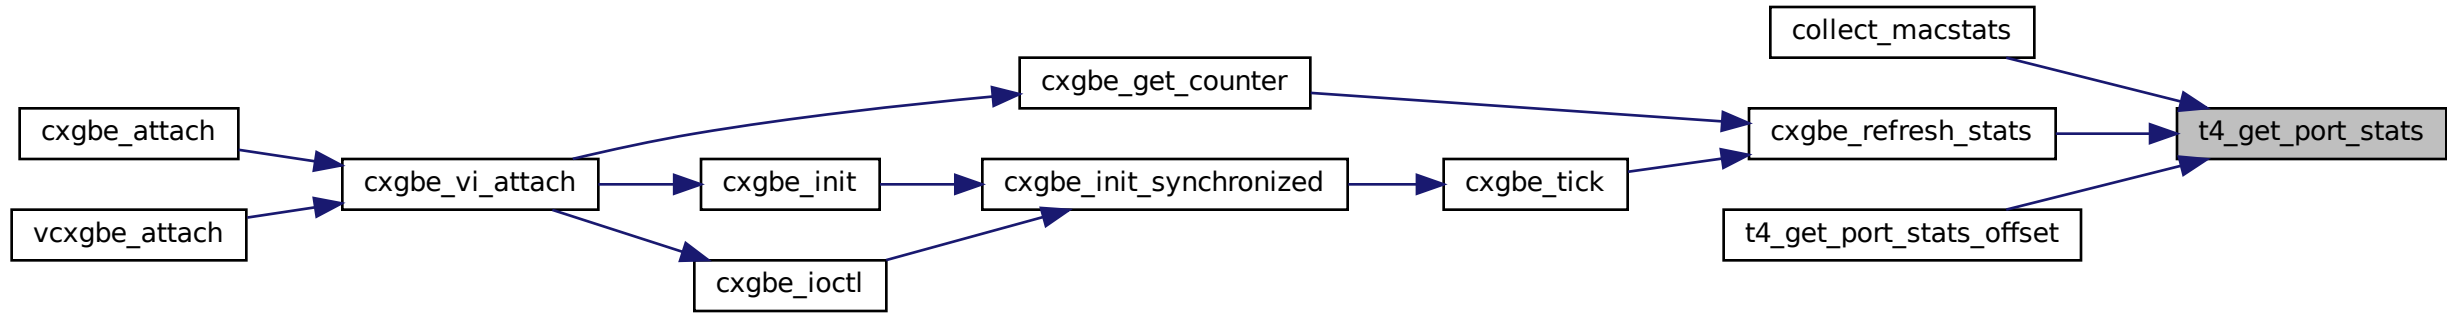 collect_macstats
cxgbe_get_counter
cxgbe_attach
cxgbe_refresh_stats
t4_get_port_stats
cxgbe_vi_attach
cxgbe_init
cxgbe_init_synchronized
cxgbe_tick
vcxgbe_attach
t4_get_port_stats_offset
cxgbe_ioctl